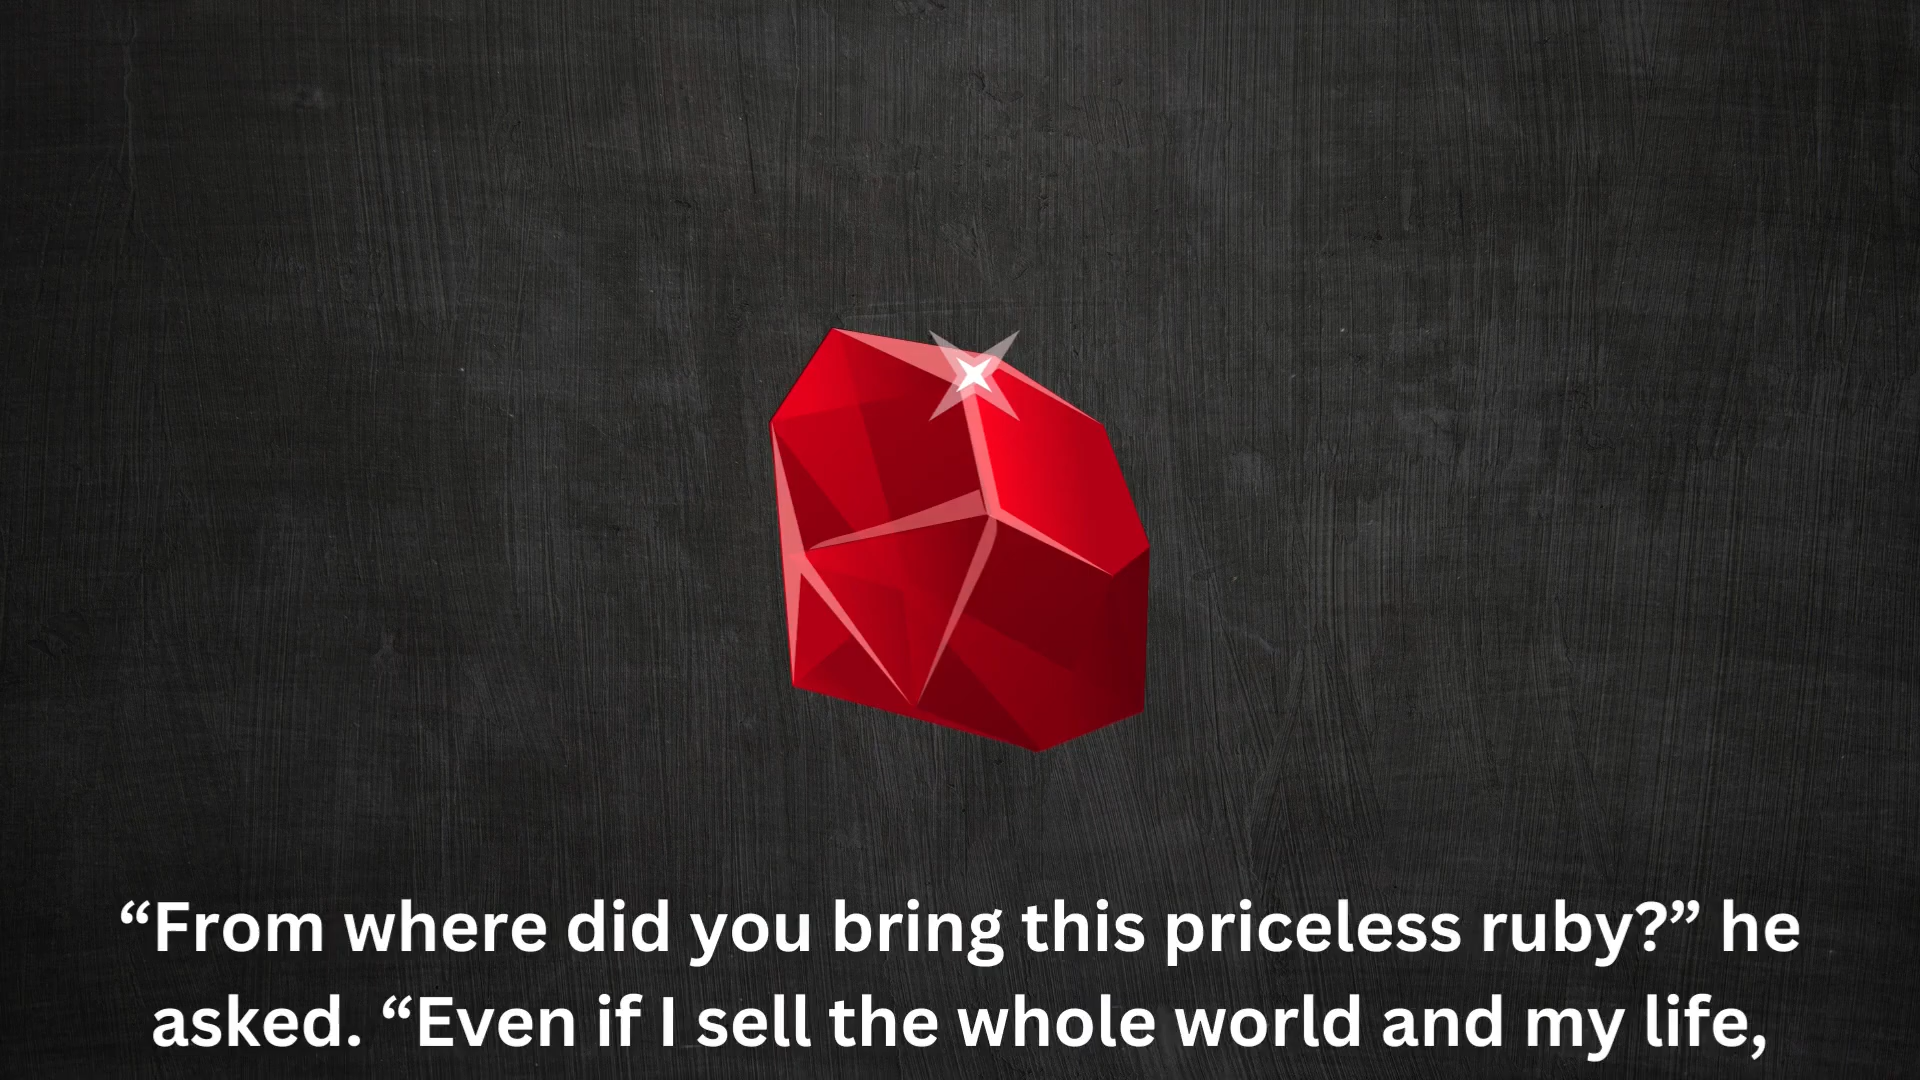 “From where did you bring this priceless ruby?” he
asked. “Even if I sell the whole world and my life,